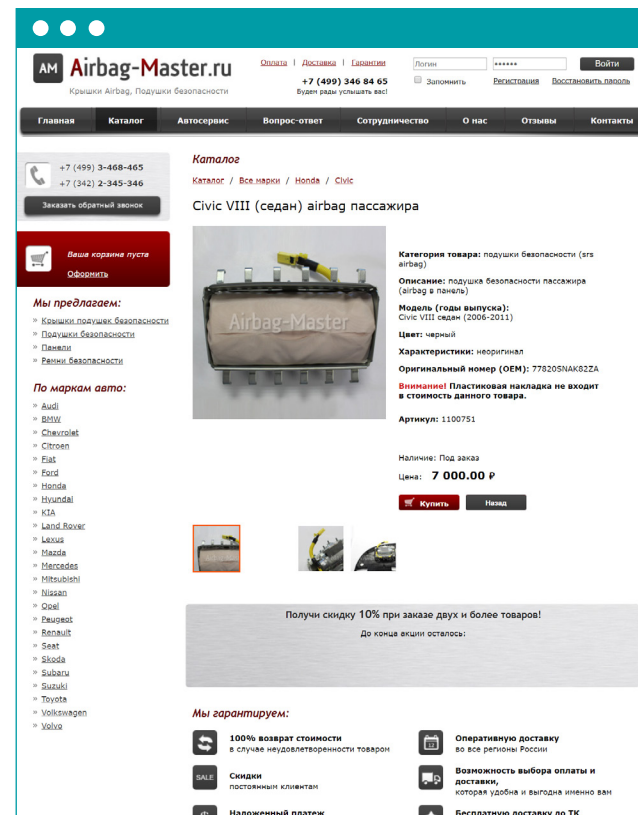 AM Airbag-Master.ru
Крышки Airbag, Подушки безопасности
Оплата | Доставка | Гарантии
+7 (499) 346 84 65
Будем рады услышать вас!
Логин
Войти
Запомнить Регистрация Восстановить пароль
Главная Каталог Автосервис Вопрос-ответ Сотрудничество О нас Отзывы Контакты
+7 (499) 3-468-465
+7 (342) 2-345-346
Заказать обратный звонок
Ваша корзина пуста
Оформить
Мы предлагаем:
» Крышки подушек безопасности
» Подушки безопасности
» Панели
» Ремни безопасности
По маркам авто:
» Audi
» BMW
» Chevrolet
» Citroen
» Fiat
» Ford
» Honda
» Hyundai
» KIA
» Land Rover
» Lexus
» Mazda
» Mercedes
» Mitsubishi
» Nissan
» Opel
» Peugeot
» Renault
» Seat
» Skoda
» Subaru
» Suzuki
» Toyota
» Volkswagen
» Volvo
Каталог
Каталог / Все марки / Honda / Civic
Civic VIII (седан) airbag пассажира
Airbag-Master
Категория товара: подушки безопасности (srs
airbag)
Описание: подушка безопасности пассажира
(airbag в панель)
Модель (годы выпуска):
Civic VIII седан (2006-2011)
Цвет: черный
Характеристики: неоригинал
Оригинальный номер (OEM): 77820SNAK82ZA
Внимание! Пластиковая накладка не входит
в стоимость данного товара.
Артикул: 1100751
Наличие: Под заказ
Цена: 7 000.00 ₽
Купить Назад
Получи скидку 10% при заказе двух и более товаров!
До конца акции осталось:
Мы гарантируем:
100% возврат стоимости
в случае неудовлетворенности товаром
12
Оперативную доставку
во все регионы России
SALE
Скидки
постоянным клиентам
Возможность выбора оплаты и
доставки,
которая удобна и выгодна именно вам
Наложенный платеж
Бесплатную доставку до ТК